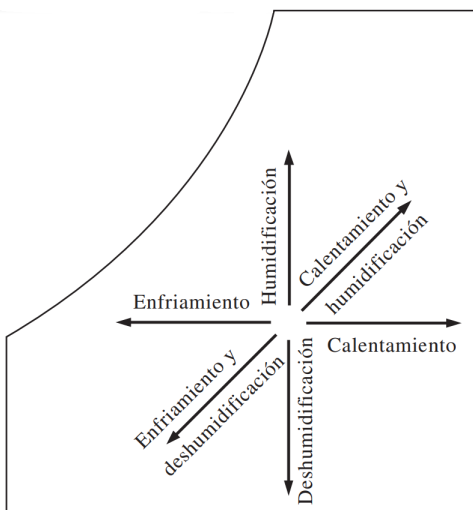 Humidificación
Calentamiento y
humidificación
Enfriamiento
Calentamiento
Enfriamiento y
deshumidificación
Deshumidificación